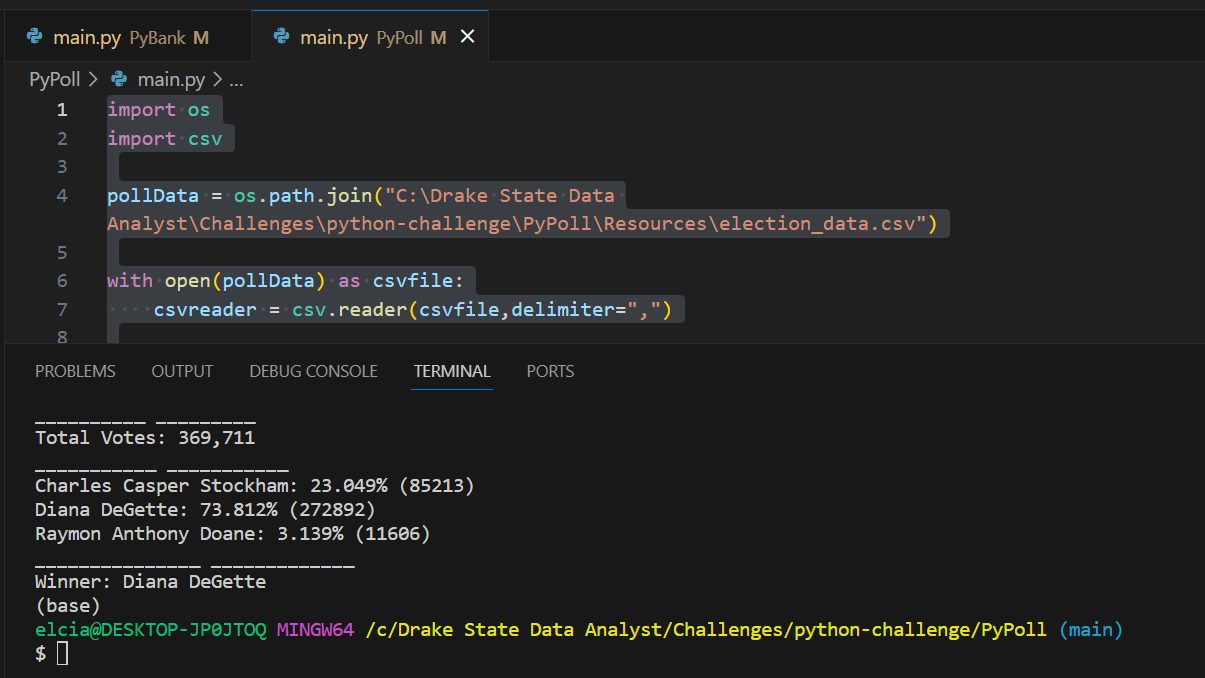 main.py PyBank M
main.py PyPoll M
PyPoll > main.py > ...
1 import os
2 import csv
3
4 pollData = os.path.join("C:\Drake State Data
Analyst\Challenges\python-challenge\PyPoll\Resources\election_data.csv")
5
6 with open(pollData) as csvfile:
7 csvreader = csv.reader(csvfile,delimiter=",")
8
PROBLEMS OUTPUT DEBUG CONSOLE TERMINAL PORTS
__________ _________
Total Votes: 369,711
___________ ___________
Charles Casper Stockham: 23.049% (85213)
Diana DeGette: 73.812% (272892)
Raymon Anthony Doane: 3.139% (11606)
_______________ _____________
Winner: Diana DeGette
(base)
elcia@DESKTOP-JP0JTOQ MINGW64 /c/Drake State Data Analyst/Challenges/python-challenge/PyPoll (main)
$